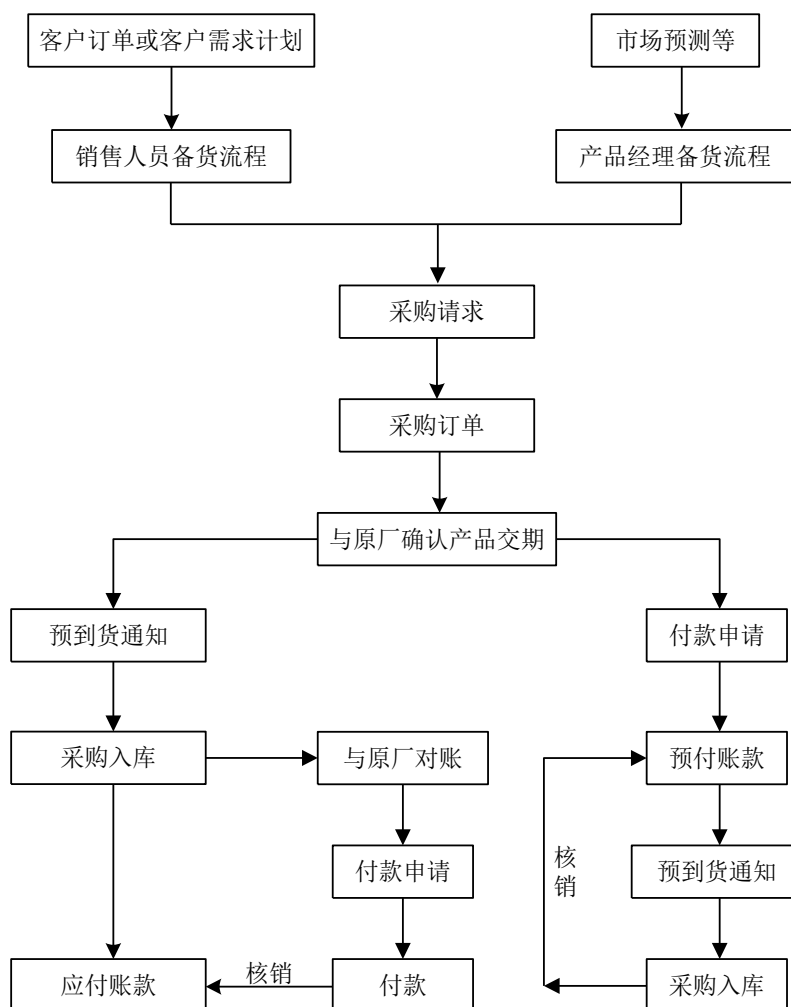 客户订单或客户需求计划
市场预测等
销售人员备货流程
产品经理备货流程
采购请求
采购订单
与原厂确认产品交期
预到货通知
付款申请
采购入库
与原厂对账
预付账款
付款申请
核销
预到货通知
应付账款
核销
付款
采购入库